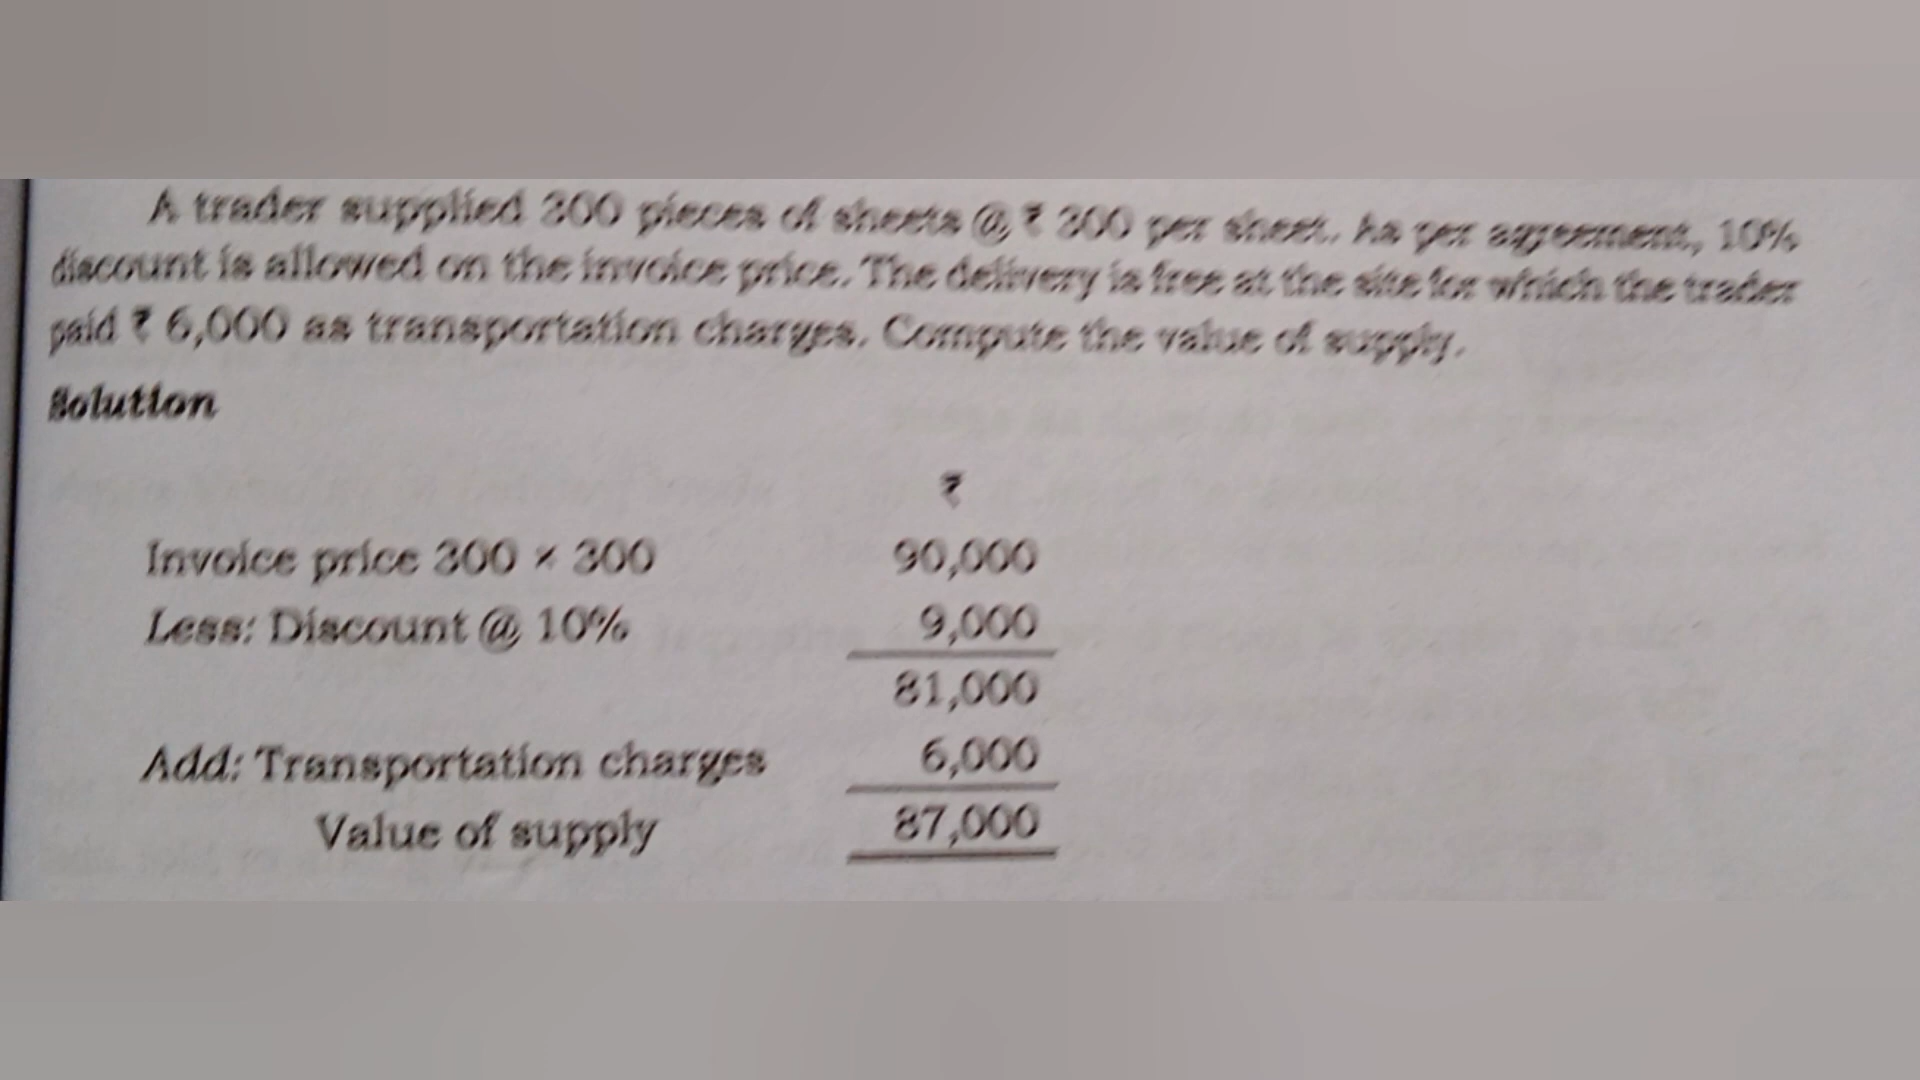 A trader supplied 300 pieces of sheets @ ₹ 300 per sheet. As per agreement, 10%
discount is allowed on the invoice price. The delivery is free at the site for which the trader
paid ₹ 6,000 as transportation charges. Compute the value of supply.
Solution
₹
Invoice price 300 × 300 90,000
Less: Discount @ 10% 9,000
81,000
Add: Transportation charges 6,000
Value of supply 87,000